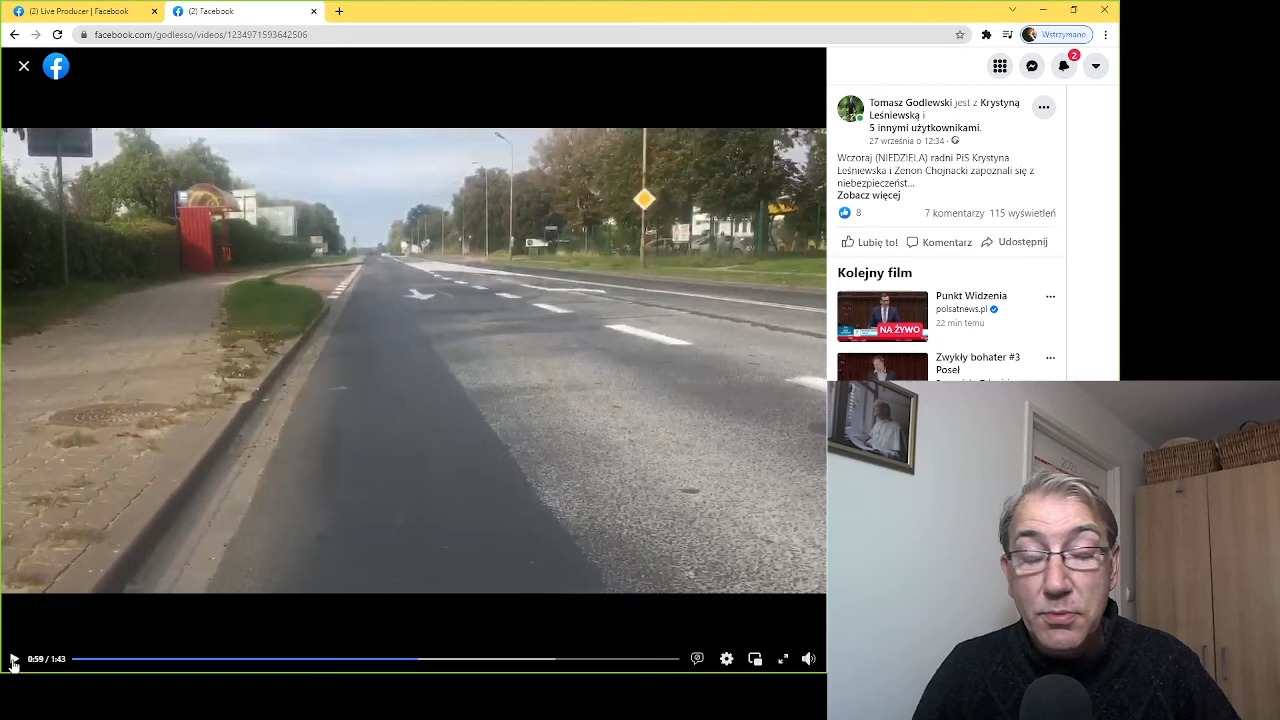 (2) Live Producer | Facebook
(2) Facebook
facebook.com/godlesso/videos/1234971593642506
Wstrzymano
2
Tomasz Godlewski jest z Krystyną
Leśniewską i
5 innymi użytkownikami.
27 września o 12:34 ·
Wczoraj (NIEDZIELA) radni PiS Krystyna
Leśniewska i Zenon Chojnacki zapoznali się z
niebezpieczeńst...
Zobacz więcej
8
7 komentarzy 115 wyświetleń
Lubię to!
Komentarz
Udostępnij
Kolejny film
NA ŻYWO
Punkt Widzenia
polsatnews.pl
22 min temu
Zwykły bohater #3
Poseł
0:59 / 1:43